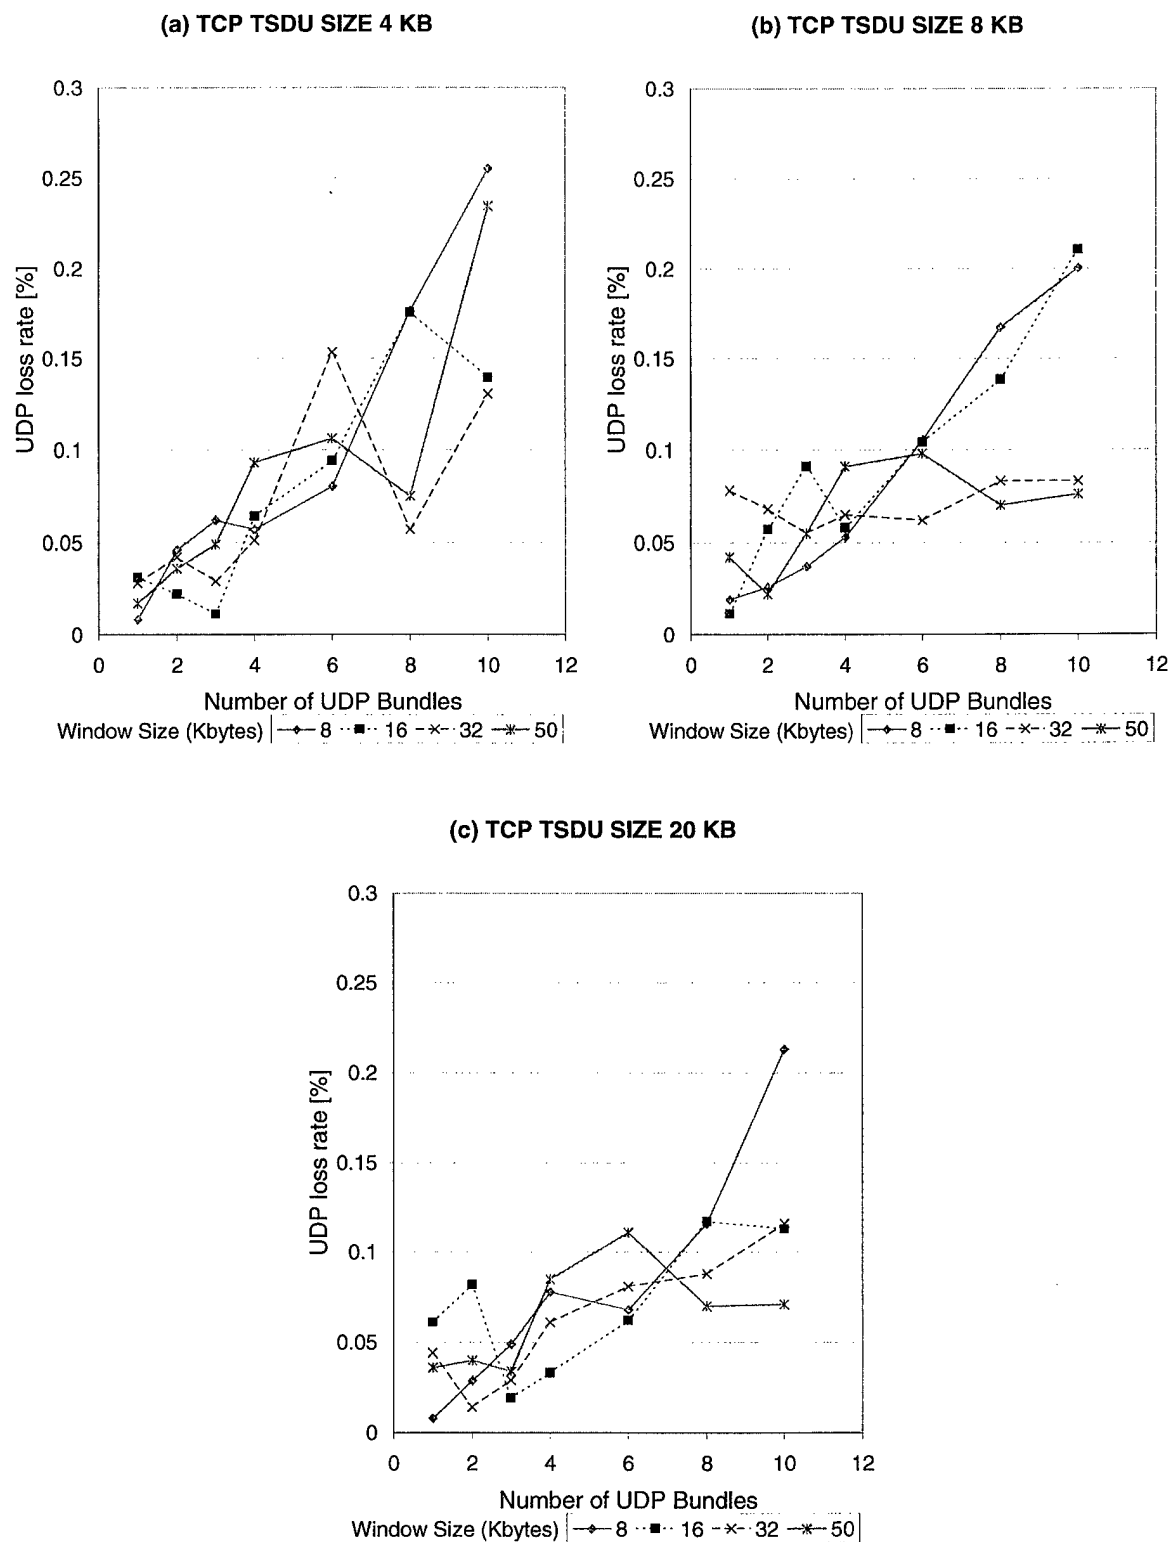 (a) TCP TSDU SIZE 4 KB
0.3
0.25
0.2
0.15
0.1
0.05
0
UDP loss rate [%]
0 2 4 6 8 10 12
Number of UDP Bundles
Window Size (Kbytes) 8 16 32 50
(b) TCP TSDU SIZE 8 KB
0.3
0.25
0.2
0.15
0.1
0.05
0
UDP loss rate [%]
0 2 4 6 8 10 12
Number of UDP Bundles
Window Size (Kbytes) 8 16 32 50
(c) TCP TSDU SIZE 20 KB
0.3
0.25
0.2
0.15
0.1
0.05
0
UDP loss rate [%]
0 2 4 6 8 10 12
Number of UDP Bundles
Window Size (Kbytes) 8 16 32 50